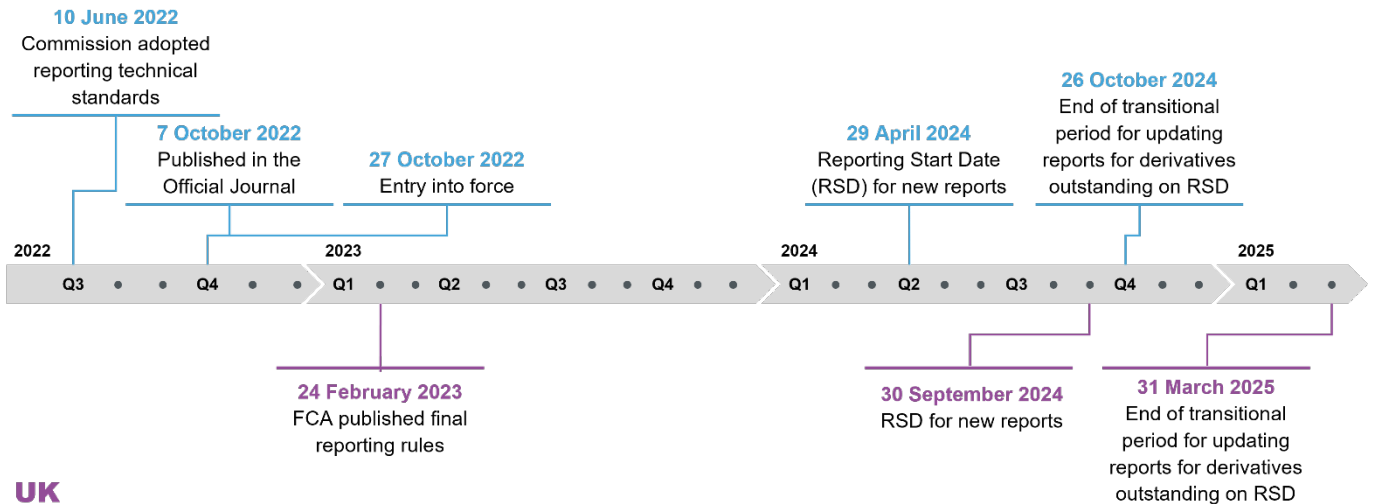 10 June 2022
Commission adopted
reporting technical
standards
7 October 2022
Published in the
Official Journal
27 October 2022
Entry into force
29 April 2024
Reporting Start Date
(RSD) for new reports
26 October 2024
End of transitional
period for updating
reports for derivatives
outstanding on RSD
2022
2023
2024
2025
Q3 Q4 Q1 Q2 Q3 Q4 Q1 Q2 Q3 Q4 Q1
24 February 2023
FCA published final
reporting rules
30 September 2024
RSD for new reports
31 March 2025
End of transitional
period for updating
reports for derivatives
outstanding on RSD
UK